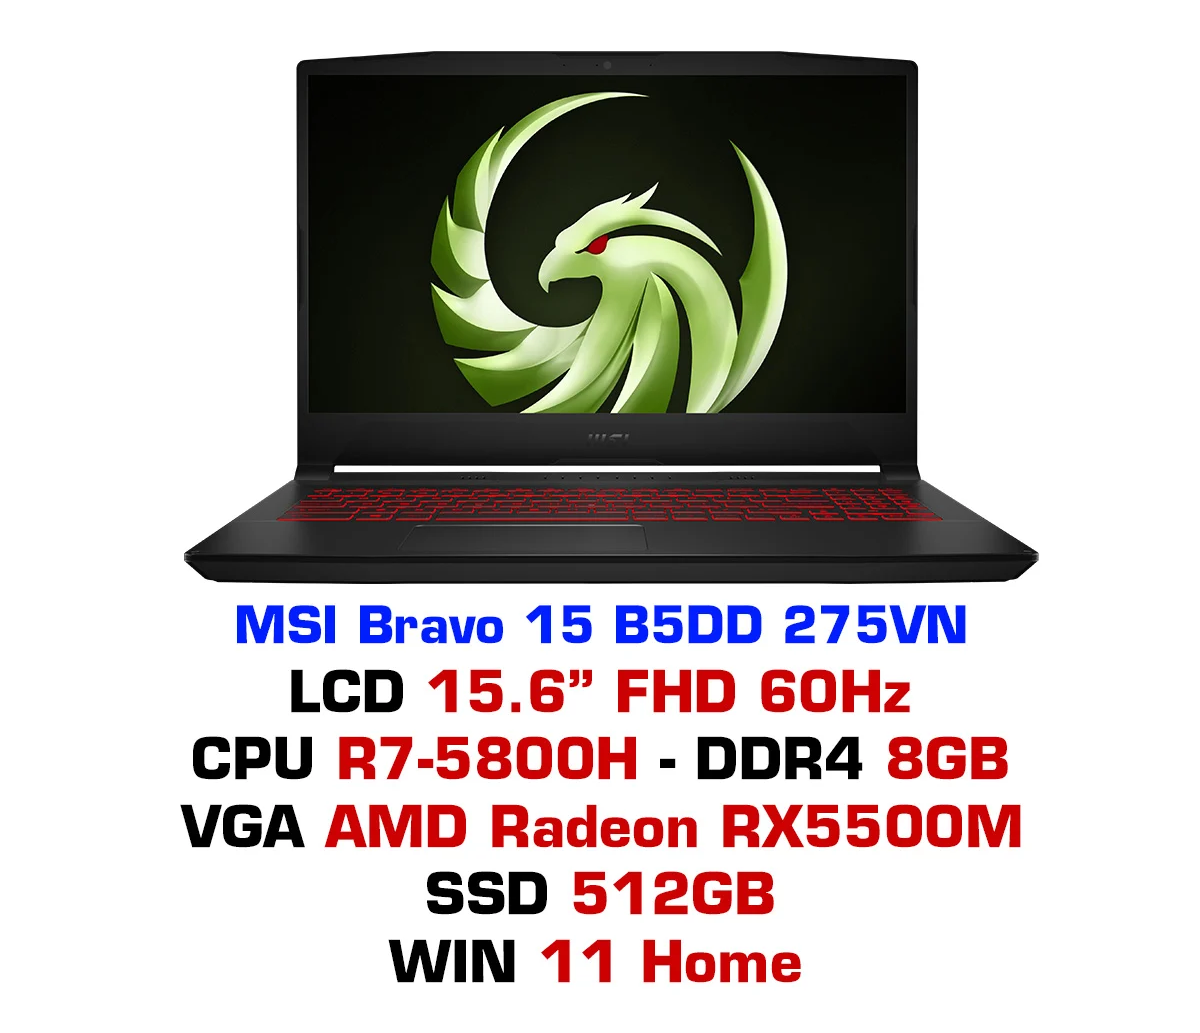 msi
MSI Bravo 15 B5DD 275VN
LCD 15.6” FHD 60Hz
CPU R7-5800H - DDR4 8GB
VGA AMD Radeon RX5500M
SSD 512GB
WIN 11 Home